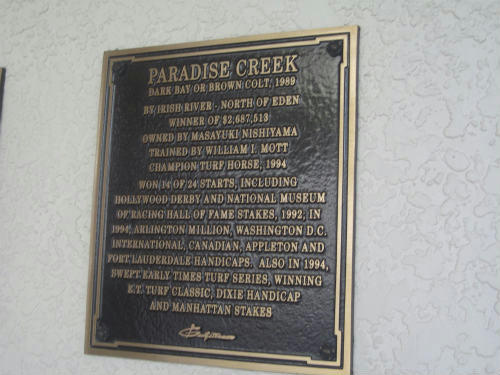 PARADISE CREEK
DARK BAY OR BROWN COLT, 1989
BY IRISH RIVER - NORTH OF EDEN
WINNER OF $2,687,513
OWNED BY MASAYUKI NISHIYAMA
TRAINED BY WILLIAM I. MOTT
CHAMPION TURF HORSE, 1994
WON 14 OF 24 STARTS, INCLUDING
HOLLYWOOD DERBY AND NATIONAL MUSEUM
OF RACING HALL OF FAME STAKES, 1992; IN
1994, ARLINGTON MILLION, WASHINGTON D.C.
INTERNATIONAL, CANADIAN, APPLETON AND
FORT LAUDERDALE HANDICAPS. ALSO IN 1994,
SWEPT EARLY TIMES TURF SERIES, WINNING
E.T. TURF CLASSIC, DIXIE HANDICAP
AND MANHATTAN STAKES